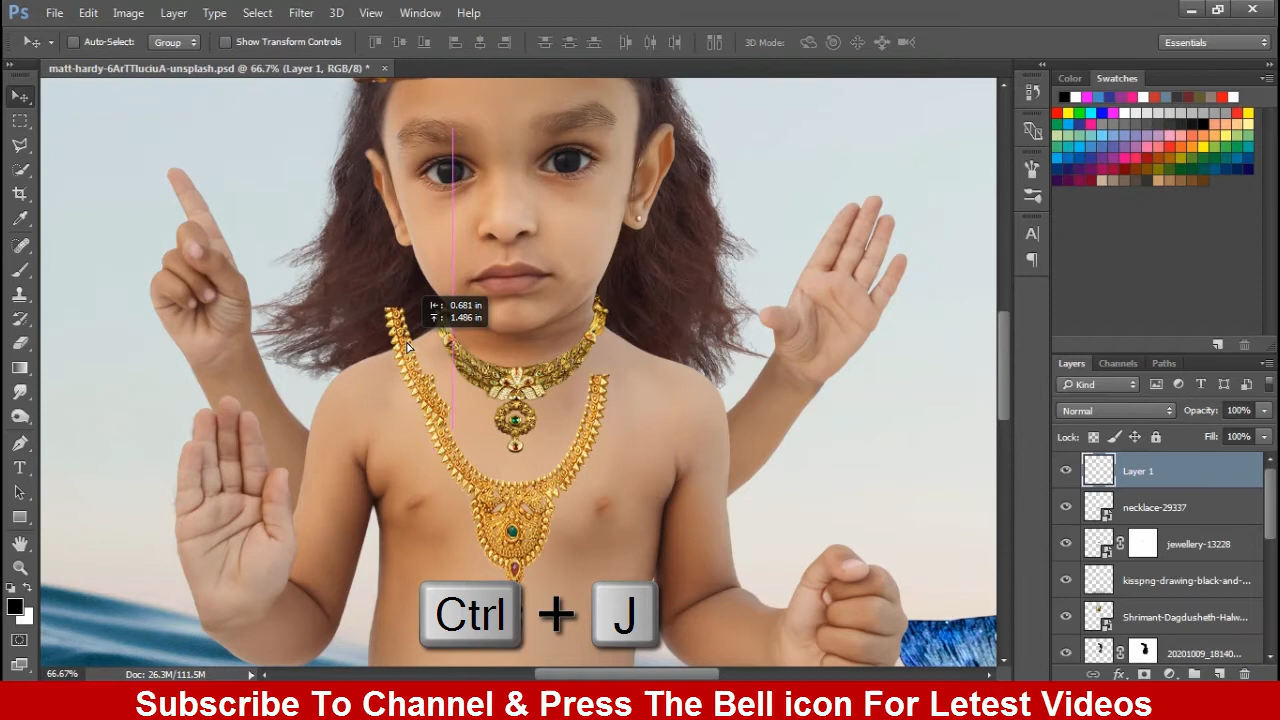 Ps File Edit Image Layer Type Select Filter 3D View Window Help
Auto-Select: Group Show Transform Controls 3D Mode: Essentials
matt-hardy-6ArTTluciuA-unsplash.psd @ 66.7% (Layer 1, RGB/8) *
Color Swatches
0.681 in
1.486 in
Layers Channels Paths
Kind
Normal Opacity: 100%
Lock: Fill: 100%
Layer 1
necklace-29337
jewellery-13228
kisspng-drawing-black-and-...
Shrimant-Dagdusheth-Halw...
20201009_18140...
Ctrl + J
66.67% Doc: 26.3M/111.5M
Subscribe To Channel & Press The Bell icon For Letest Videos